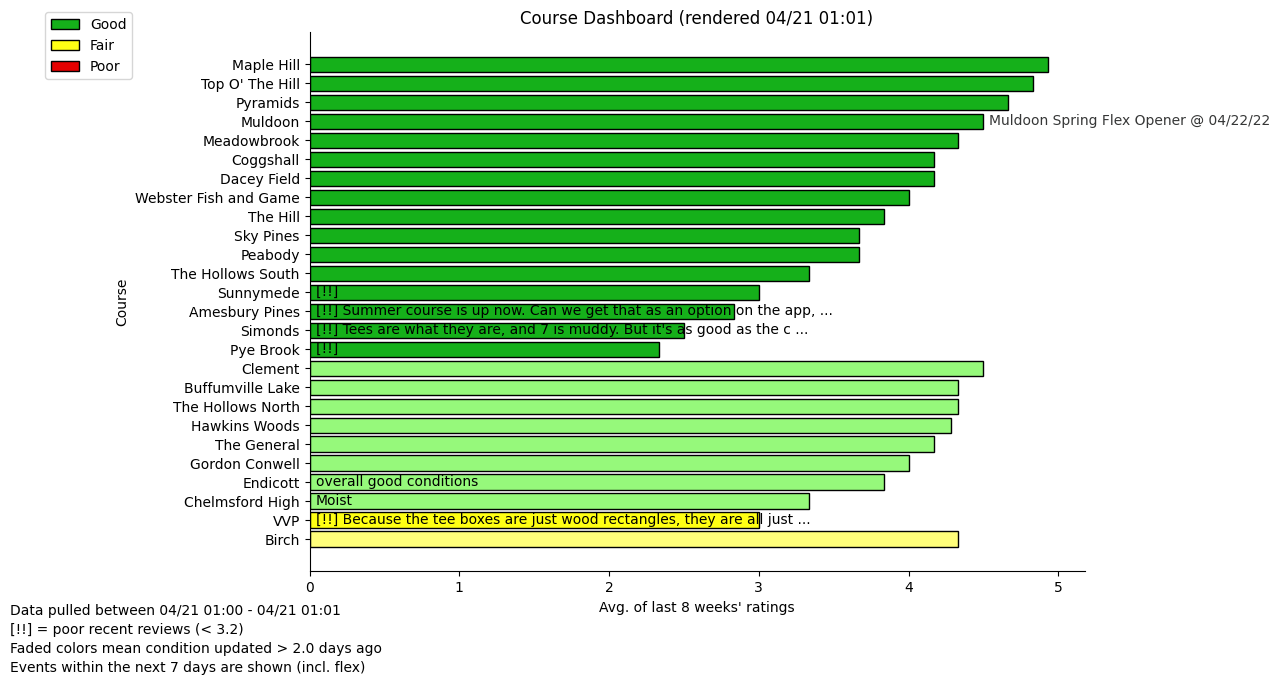 Course Dashboard (rendered 04/21 01:01)
Good
Fair
Poor
Course
Maple Hill
Top O' The Hill
Pyramids
Muldoon
Muldoon Spring Flex Opener @ 04/22/22
Meadowbrook
Coggshall
Dacey Field
Webster Fish and Game
The Hill
Sky Pines
Peabody
The Hollows South
Sunnymede
[!!]
Amesbury Pines
[!!] Summer course is up now. Can we get that as an option on the app, ...
Simonds
[!!] Tees are what they are, and 7 is muddy. But it's as good as the c ...
Pye Brook
[!!]
Clement
Buffumville Lake
The Hollows North
Hawkins Woods
The General
Gordon Conwell
Endicott
overall good conditions
Chelmsford High
Moist
VVP
[!!] Because the tee boxes are just wood rectangles, they are all just ...
Birch
0 1 2 3 4 5
Avg. of last 8 weeks' ratings
Data pulled between 04/21 01:00 - 04/21 01:01
[!!] = poor recent reviews (< 3.2)
Faded colors mean condition updated > 2.0 days ago
Events within the next 7 days are shown (incl. flex)